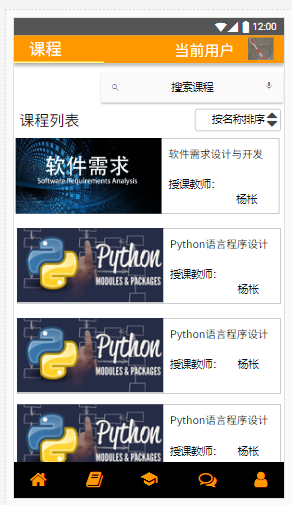 12:00
课程 当前用户
搜索课程
课程列表 按名称排序
软件需求
Software Requirements Analysis
软件需求设计与开发
授课教师:
杨枨
Python
MODULES & PACKAGES
Python语言程序设计
授课教师:
杨枨
Python
MODULES & PACKAGES
Python语言程序设计
授课教师: 杨枨
Python
MODULES & PACKAGES
Python语言程序设计
授课教师: 杨枨